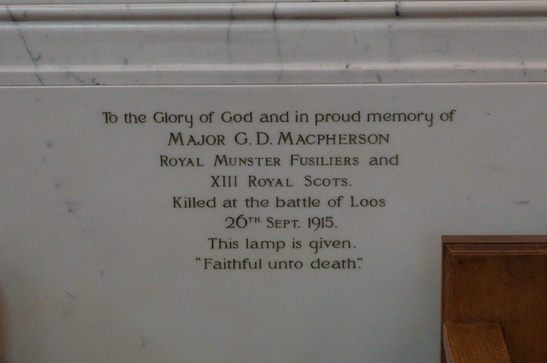 To the Glory of God and in proud memory of
MAJOR G. D. MACPHERSON
ROYAL MUNSTER FUSILIERS and
XIII ROYAL SCOTS.
Killed at the battle of Loos
26TH. SEPT. 1915.
This lamp is given.
"Faithful unto death".